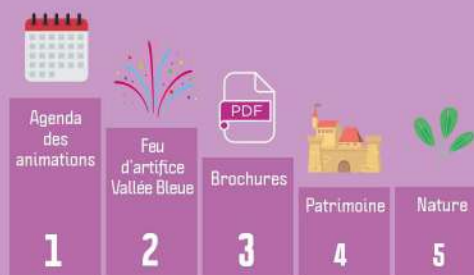 Agenda
des
animations
1
Feu
d'artifice
Vallée Bleue
2
PDF
Brochures
3
Patrimoine
4
Nature
5